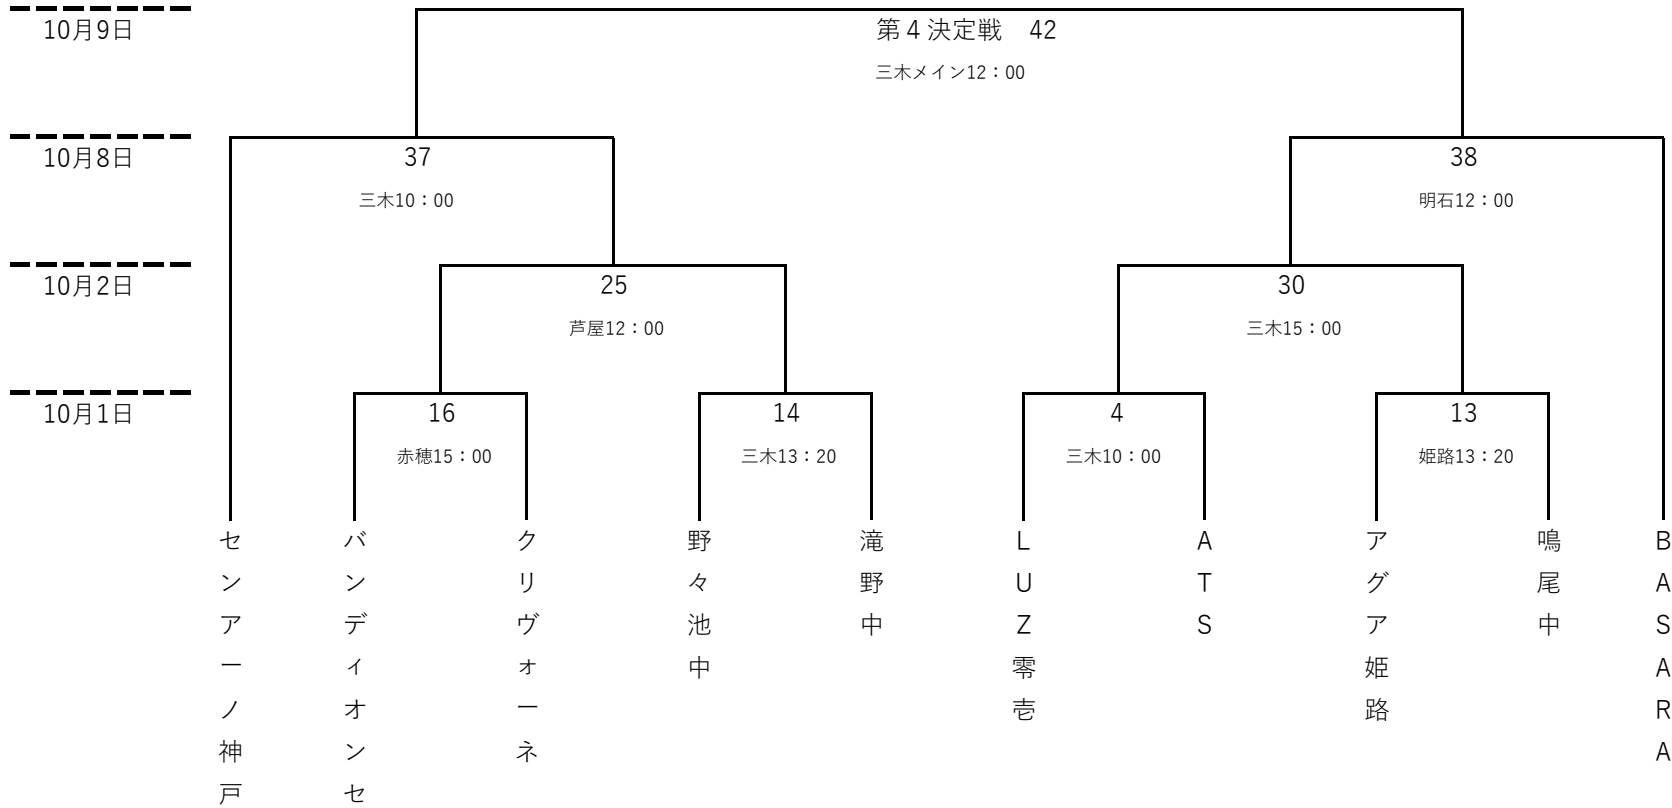 10月9日
第４決定戦　42
三木メイン12：00
10月8日
37
38
三木10：00
明石12：00
10月2日
25
30
芦屋12：00
三木15：00
10月1日
16
14
4
13
赤穂15：00
三木13：20
三木10：00
姫路13：20
センアーノ神戸
バンディオンセ
クリヴォーネ
野々池中
滝野中
LUZ零壱
ATS
アグア姫路
鳴尾中
BASARA